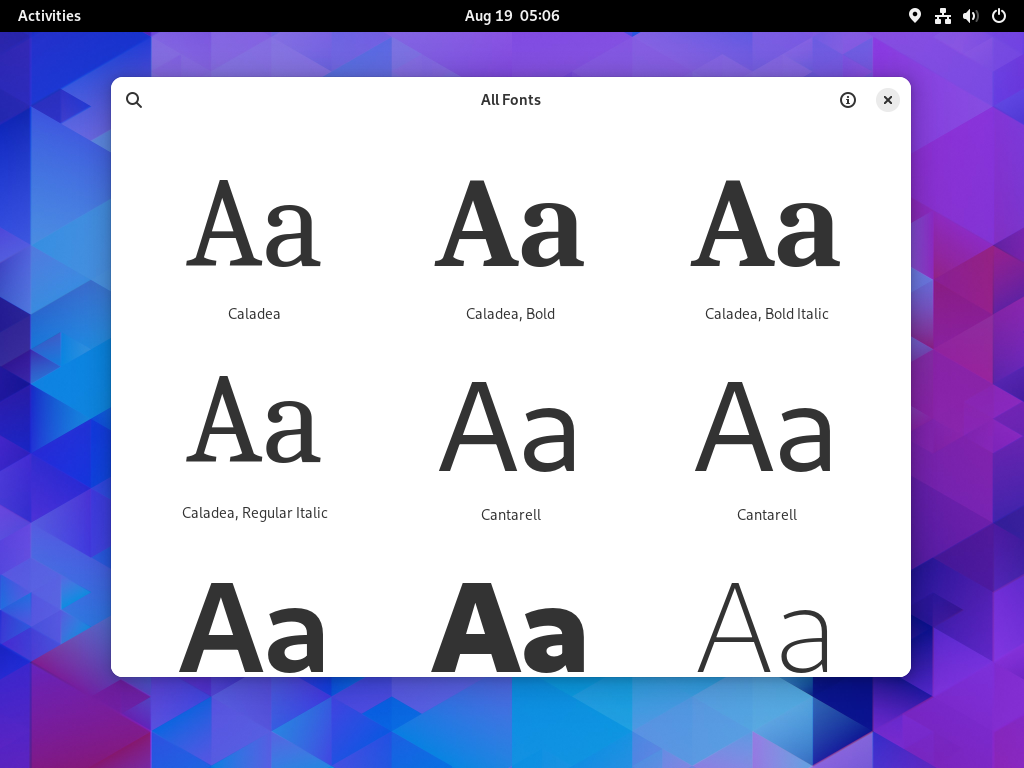 Activities
Aug 19 05:06
All Fonts
Aa
Aa
Aa
Caladea
Caladea, Bold
Caladea, Bold Italic
Aa
Aa
Aa
Caladea, Regular Italic
Cantarell
Cantarell
Aa
Aa
Aa